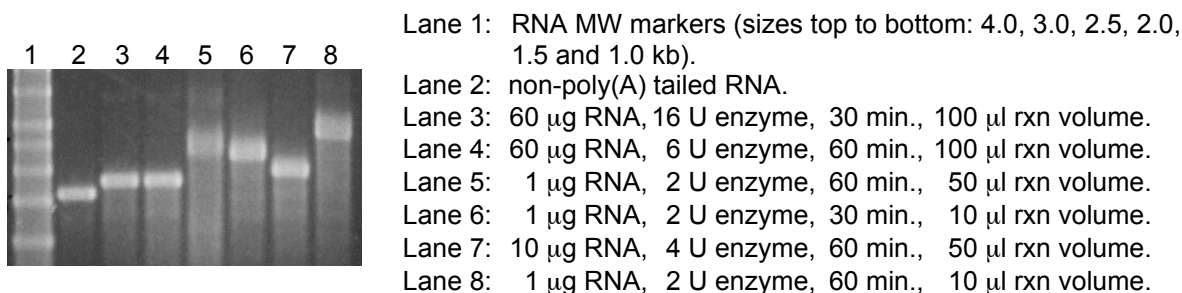 1 2 3 4 5 6 7 8
Lane 1: RNA MW markers (sizes top to bottom: 4.0, 3.0, 2.5, 2.0,
1.5 and 1.0 kb).
Lane 2: non-poly(A) tailed RNA.
Lane 3: 60 μg RNA, 16 U enzyme, 30 min., 100 μl rxn volume.
Lane 4: 60 μg RNA, 6 U enzyme, 60 min., 100 μl rxn volume.
Lane 5: 1 μg RNA, 2 U enzyme, 60 min., 50 μl rxn volume.
Lane 6: 1 μg RNA, 2 U enzyme, 30 min., 10 μl rxn volume.
Lane 7: 10 μg RNA, 4 U enzyme, 60 min., 50 μl rxn volume.
Lane 8: 1 μg RNA, 2 U enzyme, 60 min., 10 μl rxn volume.